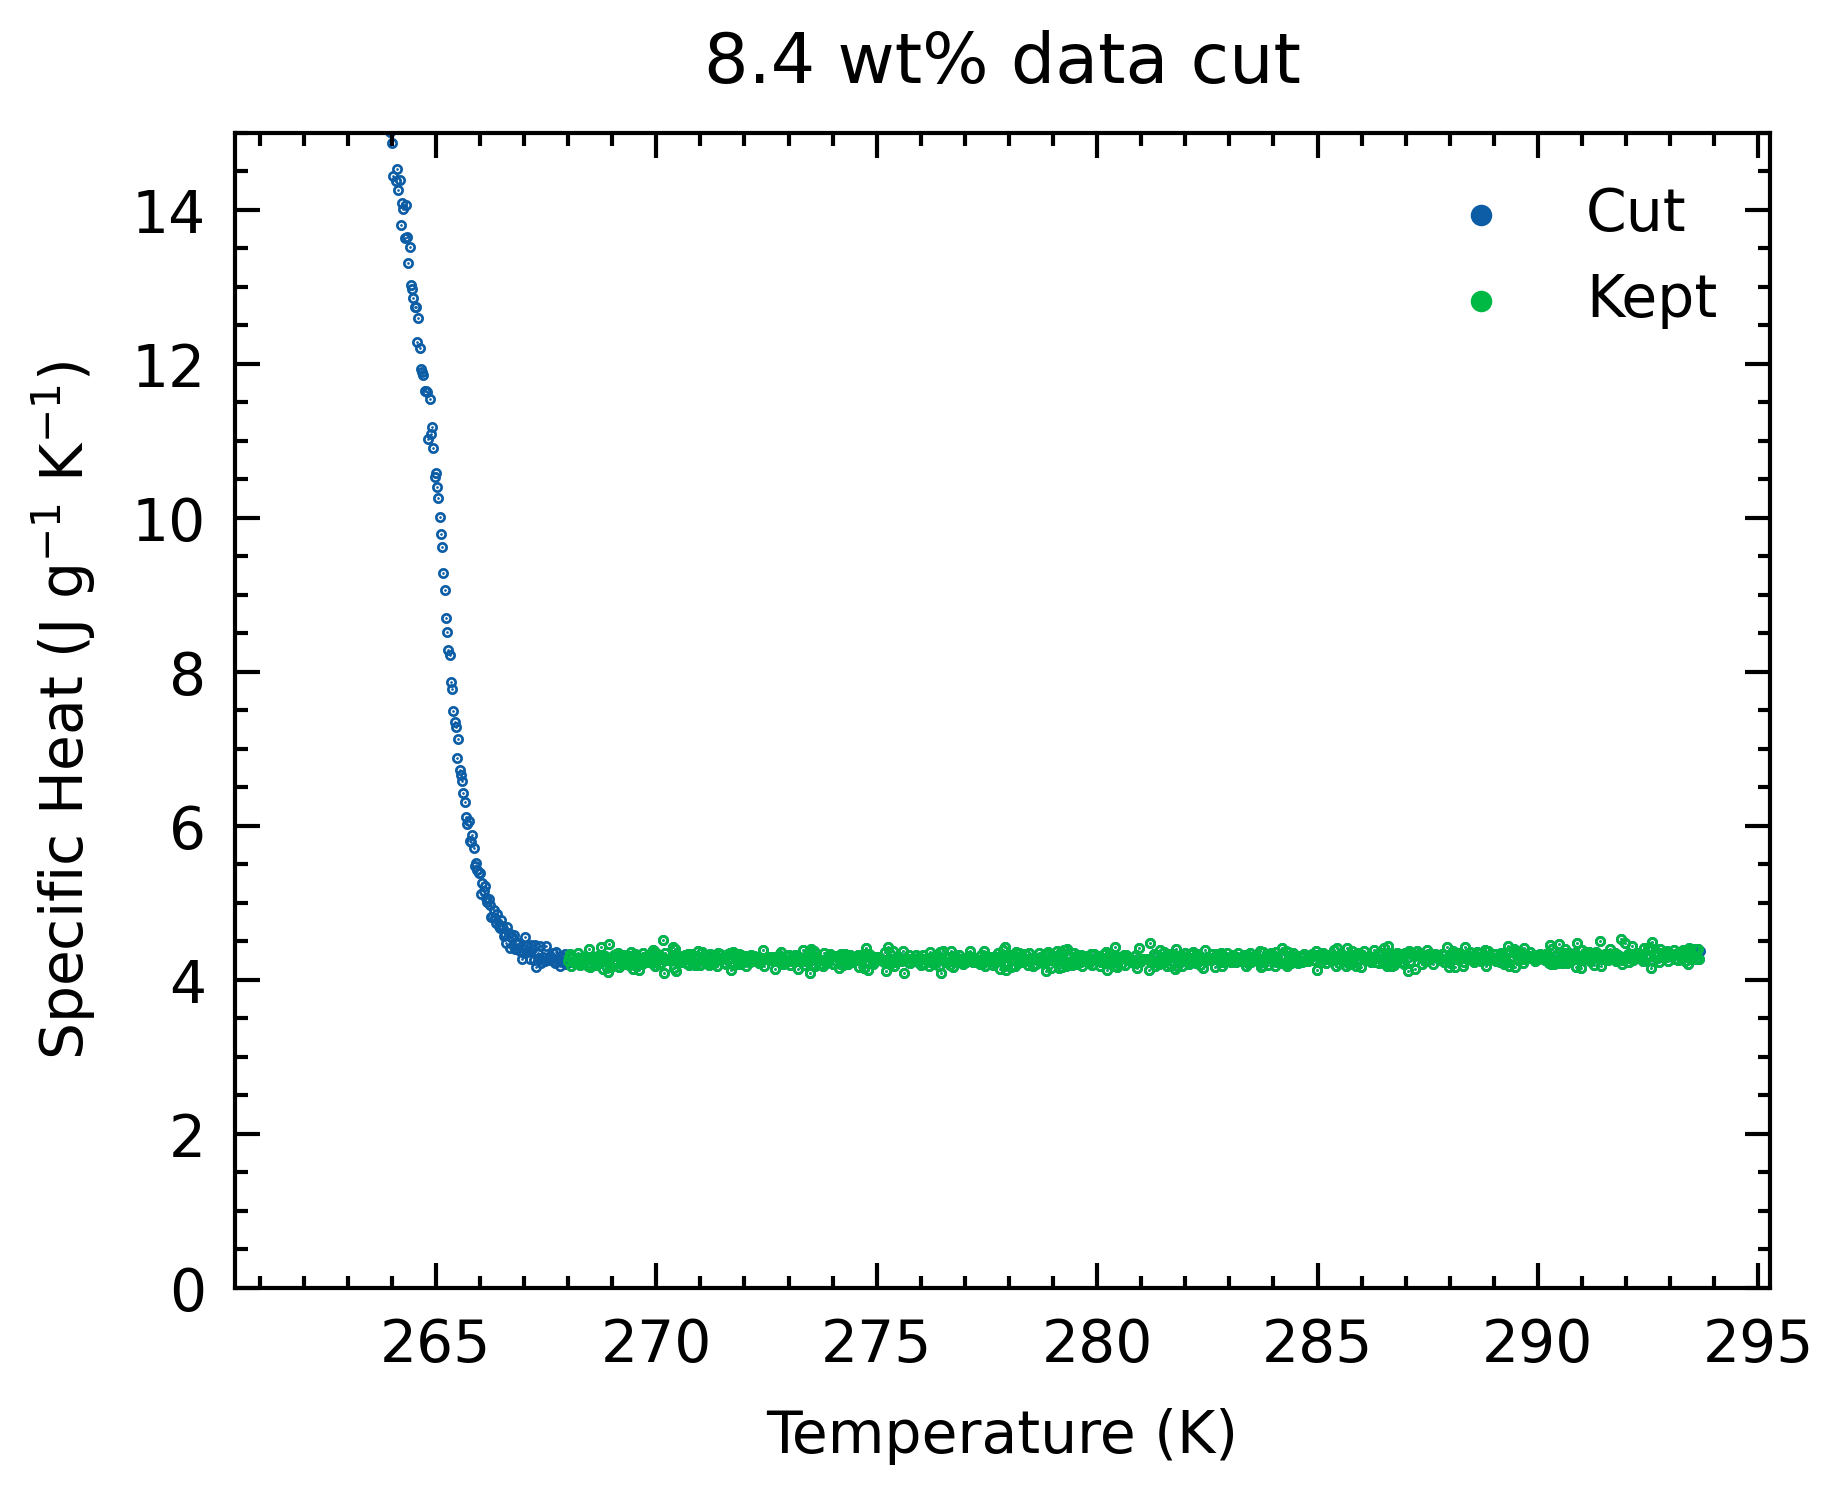 8.4 wt% data cut
Cut
Kept
14
12
10
8
6
4
2
0
Specific Heat (J g⁻¹ K⁻¹)
265 270 275 280 285 290 295
Temperature (K)